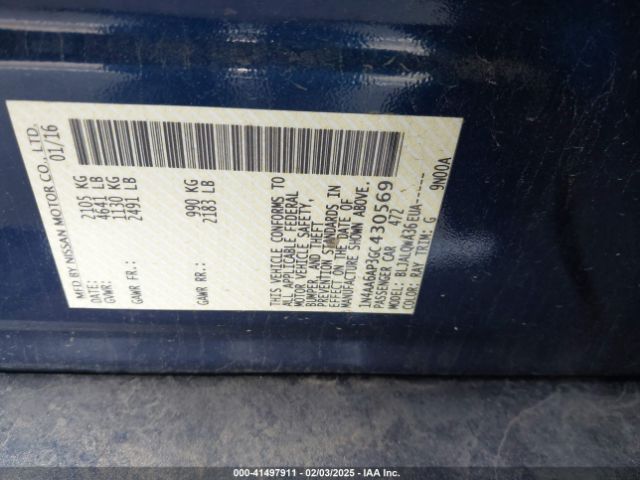 MFD BY NISSAN MOTOR CO., LTD.
01/16
GVWR: 2105 KG
4641 LB
GAWR FR: 1130 KG
2491 LB
GAWR RR: 990 KG
2183 LB
THIS VEHICLE CONFORMS TO
ALL APPLICABLE FEDERAL
MOTOR VEHICLE SAFETY,
BUMPER, AND THEFT
PREVENTION STANDARDS IN
EFFECT ON THE DATE OF
MANUFACTURE SHOWN ABOVE.
1N4AA6AP3GC430569
PASSENGER CAR 472
MODEL: BLJALQWA36EUA-----
COLOR: RAY TRIM: G 9N00A
00-41497911 - 02/03/2025 - IAA Inc.